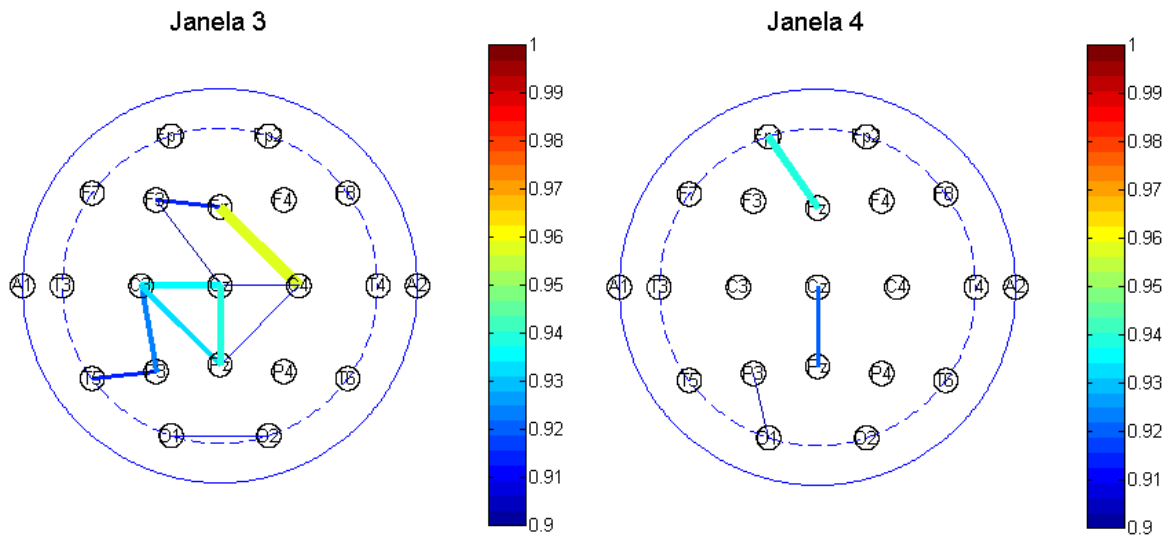 Janela 3
Fp1 Fp2
F7 F3 Fz F4 F8
A1 T3 C3 Cz C4 T4 A2
T5 P3 Pz P4 T6
O1 O2
1
0.99
0.98
0.97
0.96
0.95
0.94
0.93
0.92
0.91
0.9
Janela 4
Fp1 Fp2
F7 F3 Fz F4 F8
A1 T3 C3 Cz C4 T4 A2
T5 P3 Pz P4 T6
O1 O2
1
0.99
0.98
0.97
0.96
0.95
0.94
0.93
0.92
0.91
0.9